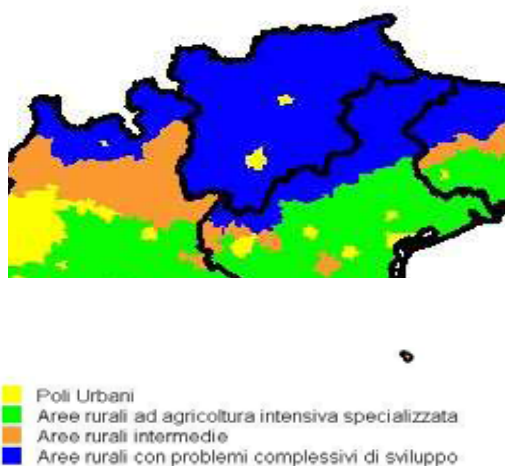 Poli Urbani
Aree rurali ad agricoltura intensiva specializzata
Aree rurali intermedie
Aree rurali con problemi complessivi di sviluppo